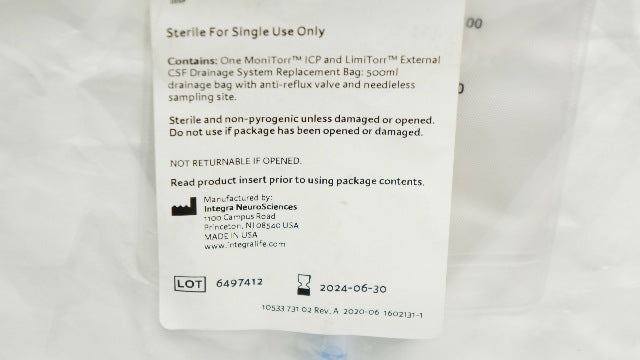 Sterile For Single Use Only
Contains: One MoniTorr™ ICP and LimiTorr™ External
CSF Drainage System Replacement Bag: 500ml
drainage bag with anti-reflux valve and needleless
sampling site.
Sterile and non-pyrogenic unless damaged or opened.
Do not use if package has been opened or damaged.
NOT RETURNABLE IF OPENED.
Read product insert prior to using package contents.
Manufactured by:
Integra NeuroSciences
1100 Campus Road
Princeton, NJ 08540 USA
MADE IN USA
www.integralife.com
LOT 6497412 2024-06-30
10533 731 02 Rev. A 2020-06 1602131-1
00